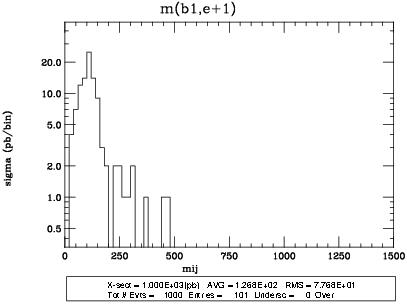 m(b1,e+1)
sigma (pb/bin)
20.0
10.0
5.0
2.0
1.0
0.5
0 250 500 750 1000 1250 1500
mij
X-sect = 1.000E+03(pb) AVG = 1.268E+02 RMS = 7.768E+01
Tot # Evts = 1000 Entries = 101 Undersc = 0 Over